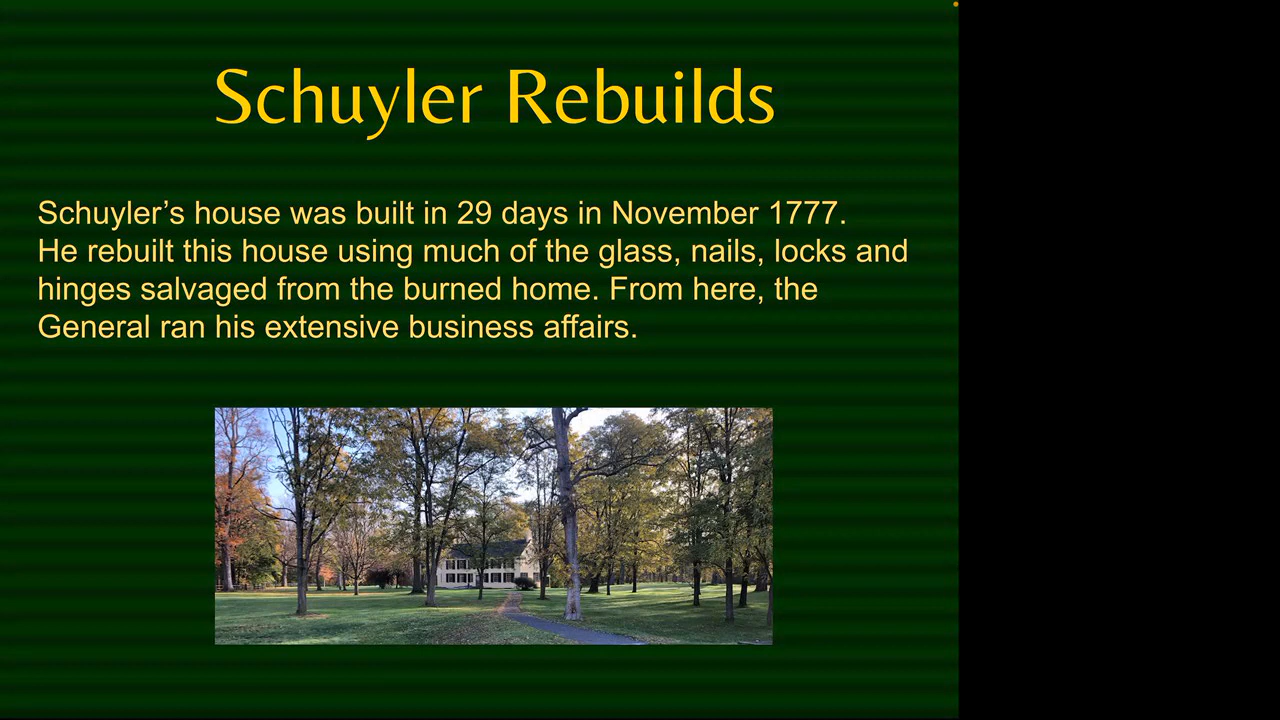 Schuyler Rebuilds
Schuyler’s house was built in 29 days in November 1777.
He rebuilt this house using much of the glass, nails, locks and
hinges salvaged from the burned home. From here, the
General ran his extensive business affairs.